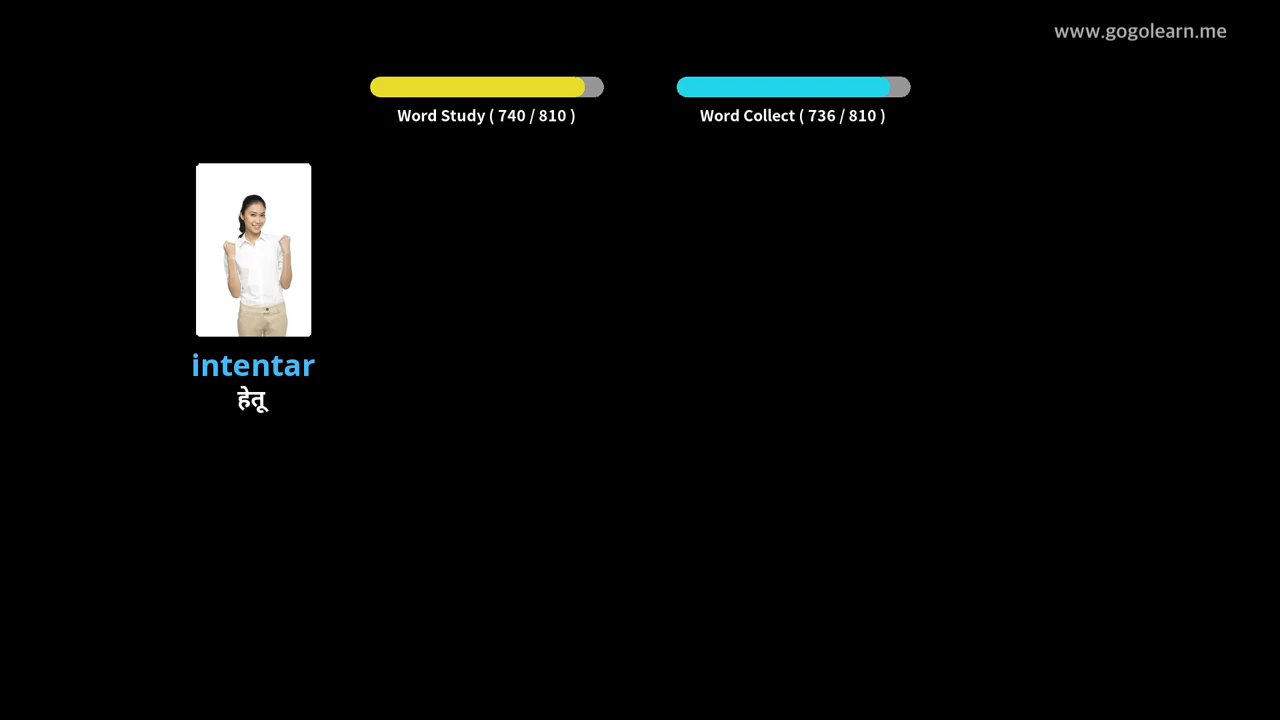 www.gogolearn.me
Word Study ( 740 / 810 )
Word Collect ( 736 / 810 )
intentar
हेतू